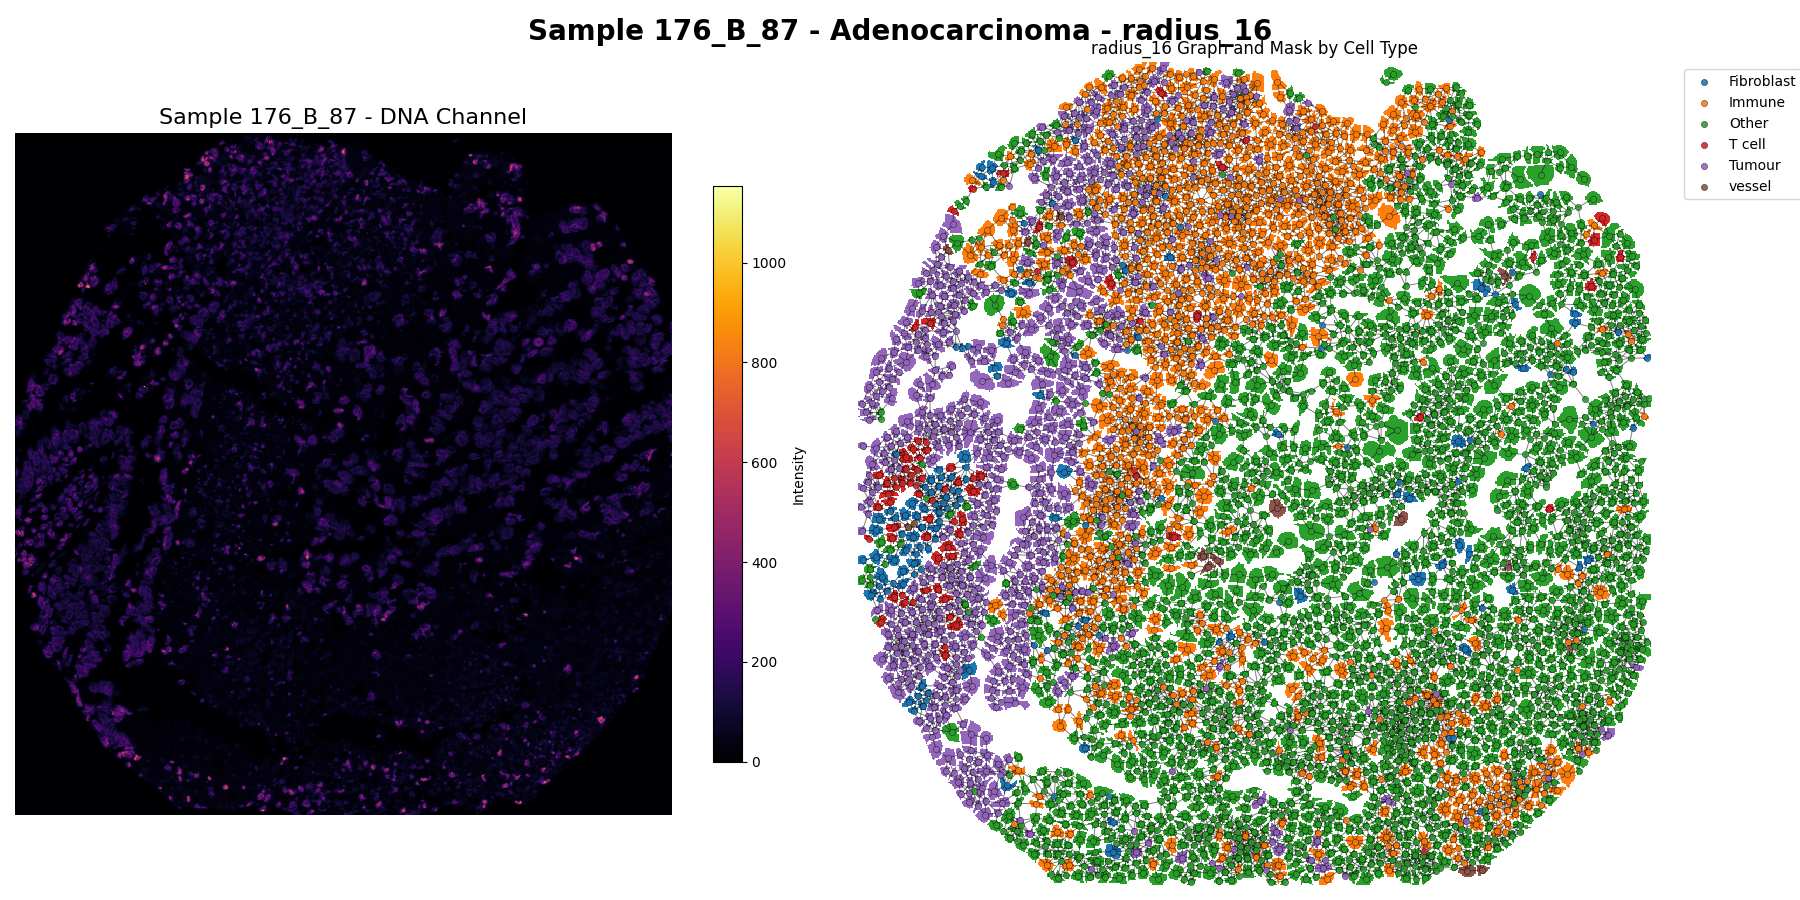 Sample 176_B_87 - Adenocarcinoma - radius_16
radius_16 Graph and Mask by Cell Type
Sample 176_B_87 - DNA Channel
1000
800
600
400
200
0
Intensity
Fibroblast
Immune
Other
T cell
Tumour
vessel